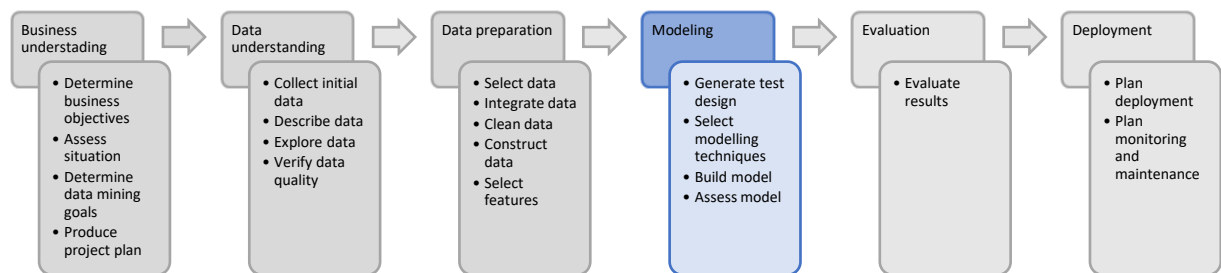 Business
understading
• Determine
business
objectives
• Assess
situation
• Determine
data mining
goals
• Produce
project plan
Data
understanding
• Collect initial
data
• Describe data
• Explore data
• Verify data
quality
Data preparation
• Select data
• Integrate data
• Clean data
• Construct
data
• Select
features
Modeling
• Generate test
design
• Select
modelling
techniques
• Build model
• Assess model
Evaluation
• Evaluate
results
Deployment
• Plan
deployment
• Plan
monitoring
and
maintenance